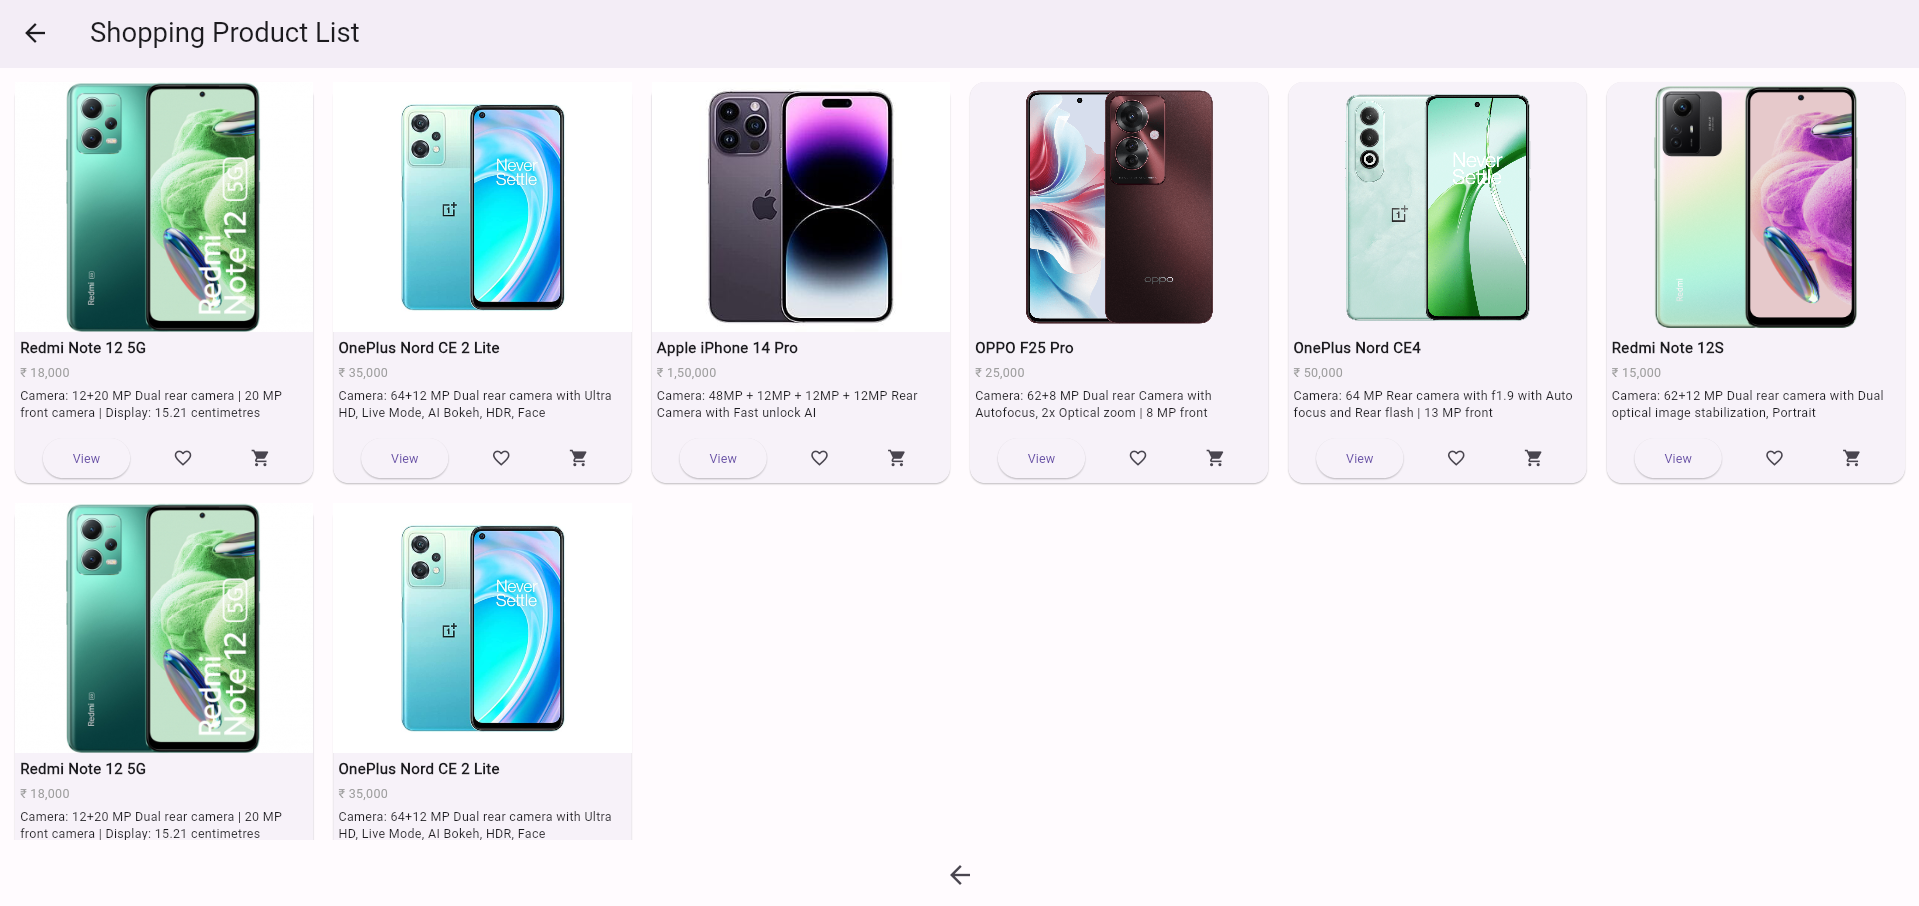 Shopping Product List
Redmi
Note 12 5G
Redmi
Never
Settle
Never
Settle
oppo
Redmi
Redmi Note 12 5G
₹ 18,000
Camera: 12+20 MP Dual rear camera | 20 MP
front camera | Display: 15.21 centimetres
View
OnePlus Nord CE 2 Lite
₹ 35,000
Camera: 64+12 MP Dual rear camera with Ultra
HD, Live Mode, AI Bokeh, HDR, Face
View
Apple iPhone 14 Pro
₹ 1,50,000
Camera: 48MP + 12MP + 12MP + 12MP Rear
Camera with Fast unlock AI
View
OPPO F25 Pro
₹ 25,000
Camera: 62+8 MP Dual rear Camera with
Autofocus, 2x Optical zoom | 8 MP front
View
OnePlus Nord CE4
₹ 50,000
Camera: 64 MP Rear camera with f1.9 with Auto
focus and Rear flash | 13 MP front
View
Redmi Note 12S
₹ 15,000
Camera: 62+12 MP Dual rear camera with Dual
optical image stabilization, Portrait
View
Redmi
Note 12 5G
Redmi
Never
Settle
Redmi Note 12 5G
₹ 18,000
Camera: 12+20 MP Dual rear camera | 20 MP
front camera | Display: 15.21 centimetres
OnePlus Nord CE 2 Lite
₹ 35,000
Camera: 64+12 MP Dual rear camera with Ultra
HD, Live Mode, AI Bokeh, HDR, Face